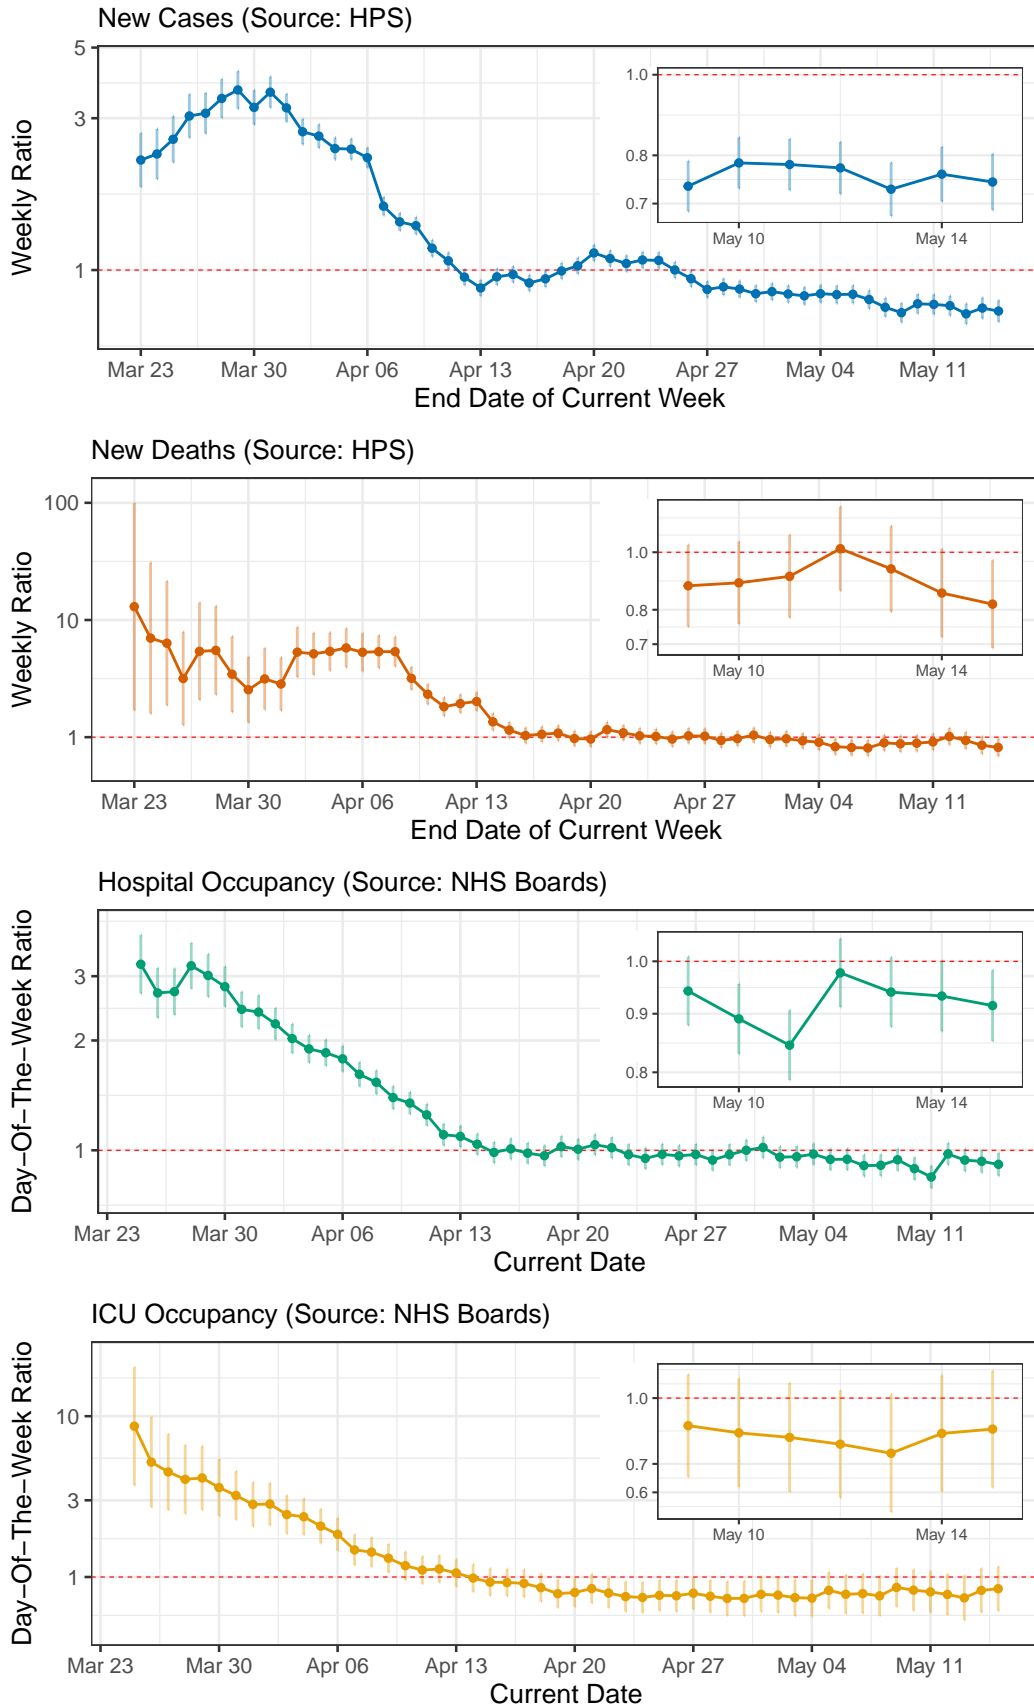 New Cases (Source: HPS)
Weekly Ratio
5
3
1
1.0
0.8
0.7
May 10 May 14
Mar 23 Mar 30 Apr 06 Apr 13 Apr 20 Apr 27 May 04 May 11
End Date of Current Week
New Deaths (Source: HPS)
Weekly Ratio
100
10
1
1.0
0.8
0.7
May 10 May 14
Mar 23 Mar 30 Apr 06 Apr 13 Apr 20 Apr 27 May 04 May 11
End Date of Current Week
Hospital Occupancy (Source: NHS Boards)
Day−Of−The−Week Ratio
3
2
1
1.0
0.9
0.8
May 10 May 14
Mar 23 Mar 30 Apr 06 Apr 13 Apr 20 Apr 27 May 04 May 11
Current Date
ICU Occupancy (Source: NHS Boards)
Day−Of−The−Week Ratio
10
3
1
1.0
0.7
0.6
May 10 May 14
Mar 23 Mar 30 Apr 06 Apr 13 Apr 20 Apr 27 May 04 May 11
Current Date